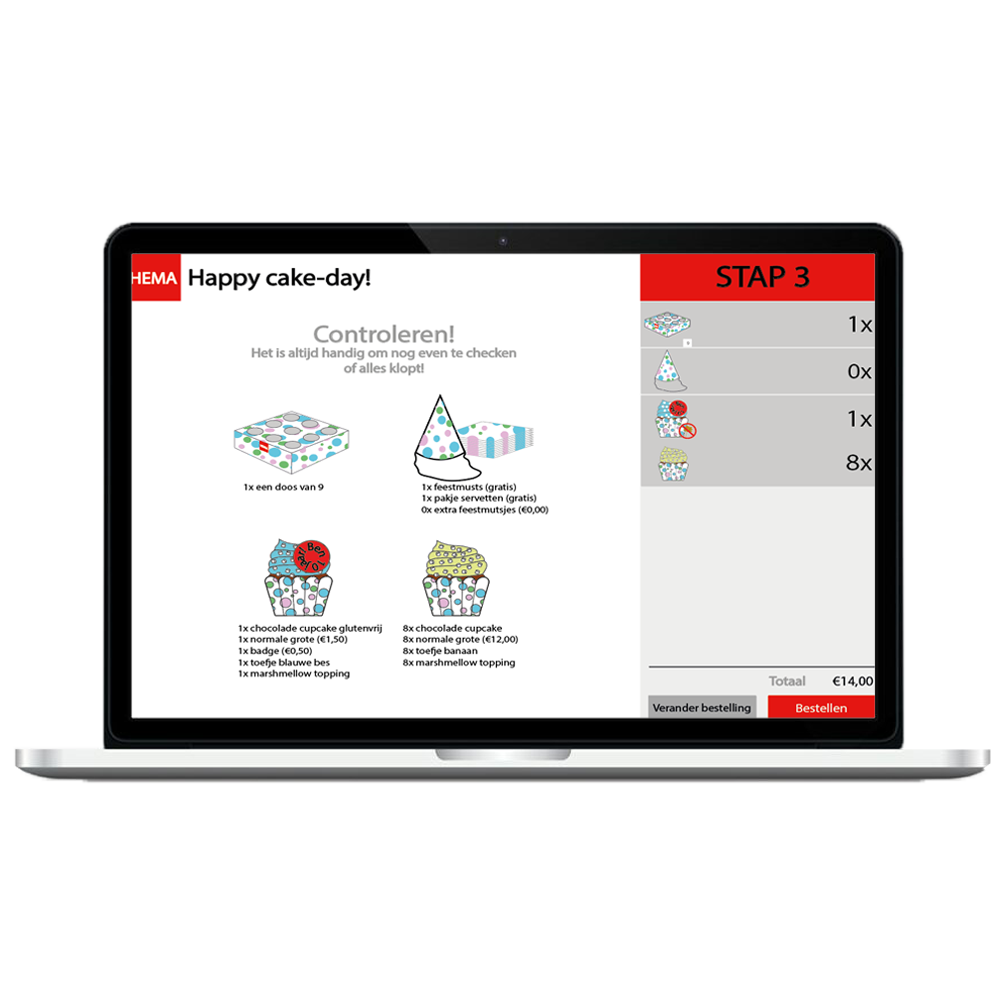 HEMA
Happy cake-day!
STAP 3
Controleren!
Het is altijd handig om nog even te checken
of alles klopt!
1x een doos van 9
1x feestmusts (gratis)
1x pakje servetten (gratis)
0x extra feestmutsjes (€0,00)
Ben
10 jaar!
1x chocolade cupcake glutenvrij
1x normale grote (€1,50)
1x badge (€0,50)
1x toefje blauwe bes
1x marshmellow topping
8x chocolade cupcake
8x normale grote (€12,00)
8x toefje banaan
8x marshmellow topping
1x
0x
1x
8x
Totaal €14,00
Verander bestelling
Bestellen